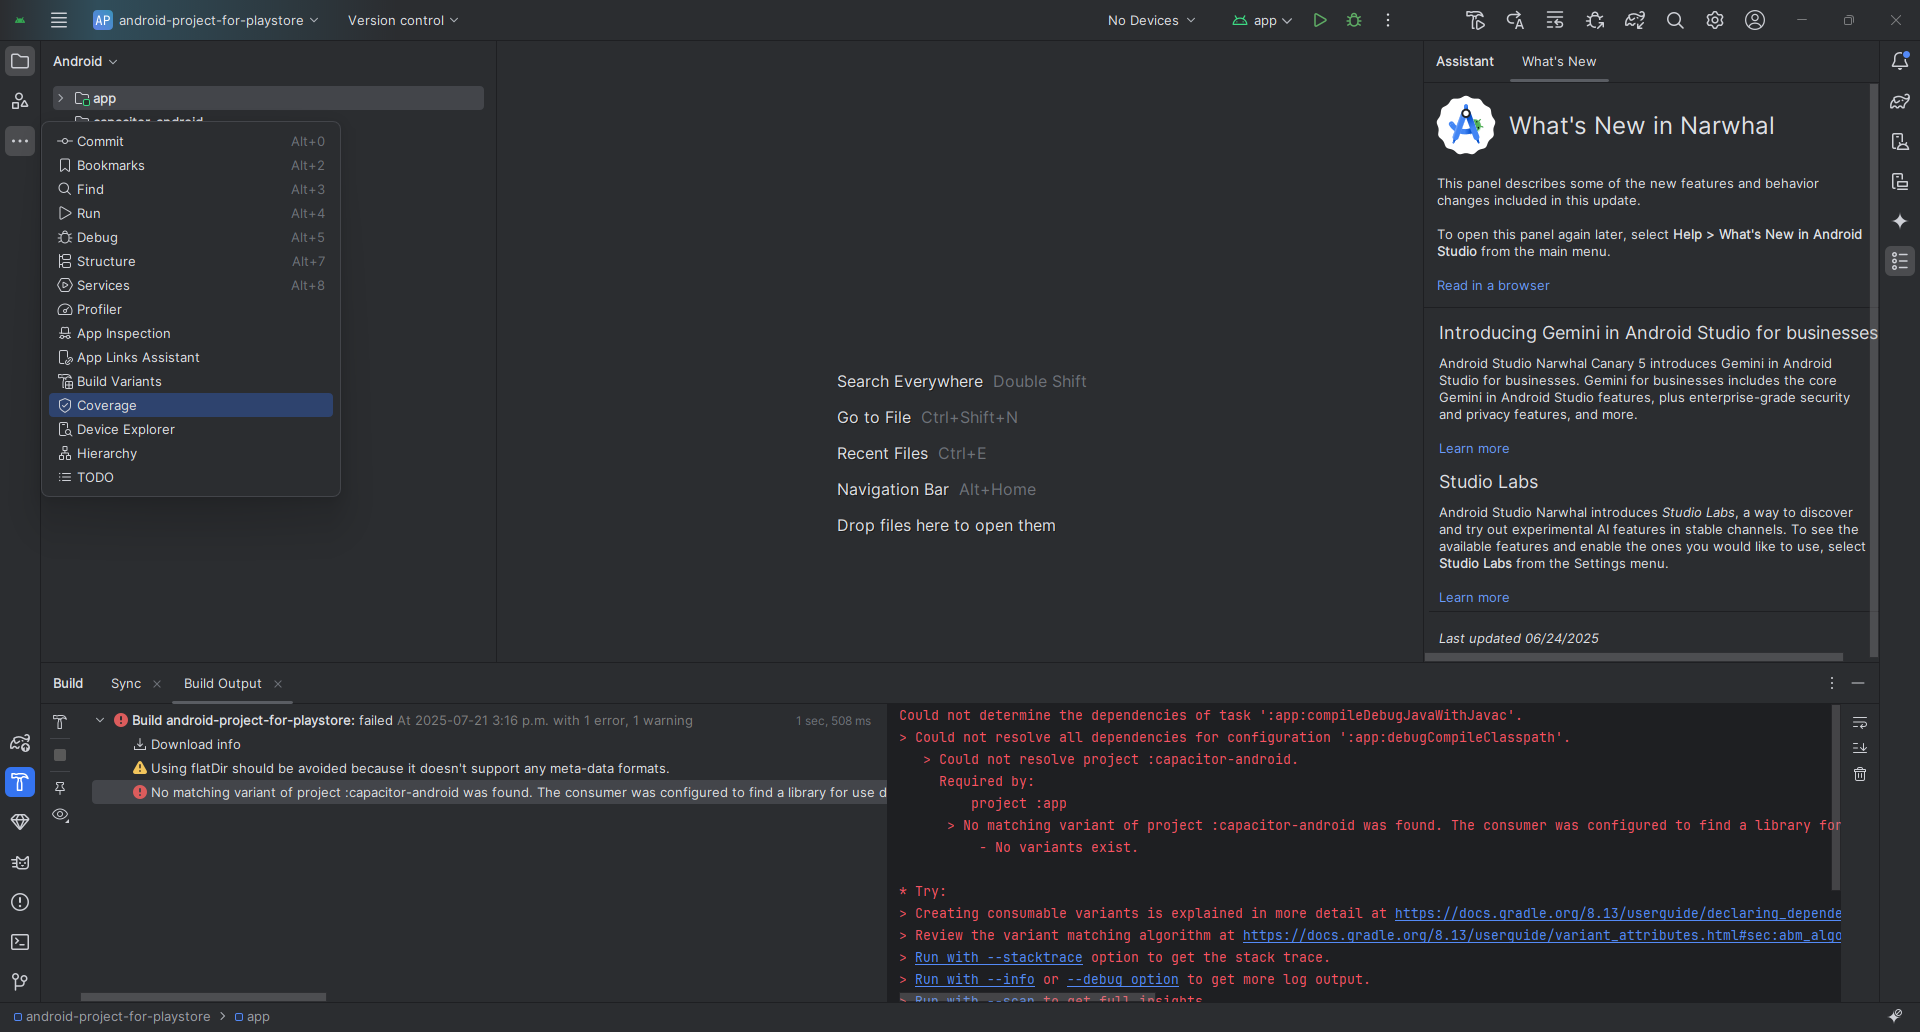 AP android-project-for-playstore
Version control
No Devices
app
Android
app
capacitor-android
Commit Alt+0
Bookmarks Alt+2
Find Alt+3
Run Alt+4
Debug Alt+5
Structure Alt+7
Services Alt+8
Profiler
App Inspection
App Links Assistant
Build Variants
Coverage
Device Explorer
Hierarchy
TODO
Search Everywhere Double Shift
Go to File Ctrl+Shift+N
Recent Files Ctrl+E
Navigation Bar Alt+Home
Drop files here to open them
Assistant What's New
What's New in Narwhal
This panel describes some of the new features and behavior
changes included in this update.
To open this panel again later, select Help > What's New in Android
Studio from the main menu.
Read in a browser
Introducing Gemini in Android Studio for businesses
Android Studio Narwhal Canary 5 introduces Gemini in Android
Studio for businesses. Gemini for businesses includes the core
Gemini in Android Studio features, plus enterprise-grade security
and privacy features, and more.
Learn more
Studio Labs
Android Studio Narwhal introduces Studio Labs, a way to discover
and try out experimental AI features in stable channels. To see the
available features and enable the ones you would like to use, select
Studio Labs from the Settings menu.
Learn more
Last updated 06/24/2025
Build Sync Build Output
Build android-project-for-playstore: failed At 2025-07-21 3:16 p.m. with 1 error, 1 warning 1 sec, 508 ms
Download info
Using flatDir should be avoided because it doesn't support any meta-data formats.
No matching variant of project :capacitor-android was found. The consumer was configured to find a library for use d
Could not determine the dependencies of task ':app:compileDebugJavaWithJavac'.
> Could not resolve all dependencies for configuration ':app:debugCompileClasspath'.
> Could not resolve project :capacitor-android.
Required by:
project :app
> No matching variant of project :capacitor-android was found. The consumer was configured to find a library for
- No variants exist.
* Try:
> Creating consumable variants is explained in more detail at https://docs.gradle.org/8.13/userguide/declaring_depende
> Review the variant matching algorithm at https://docs.gradle.org/8.13/userguide/variant_attributes.html#sec:abm_algo
> Run with --stacktrace option to get the stack trace.
> Run with --info or --debug option to get more log output.
> Run with --scan to get full insights
android-project-for-playstore > app